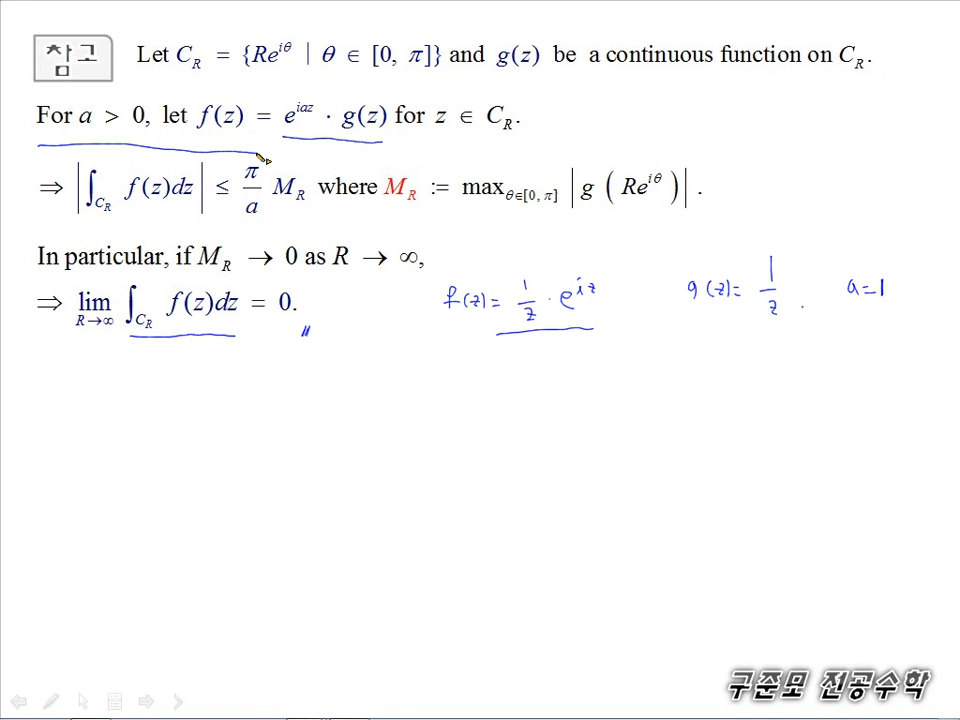 참고 Let C_R = {Re^{iθ} | θ ∈ [0, π]} and g(z) be a continuous function on C_R.
For a > 0, let f(z) = e^{iaz} · g(z) for z ∈ C_R.
⇒ |∫_{C_R} f(z)dz| ≤ π/a M_R where M_R := max_{θ∈[0, π]} |g(Re^{iθ})|.
In particular, if M_R → 0 as R → ∞,
⇒ lim_{R→∞} ∫_{C_R} f(z)dz = 0. f(z) = 1/z · e^{iz} g(z) = 1/z . a=1
구준모 전공수학